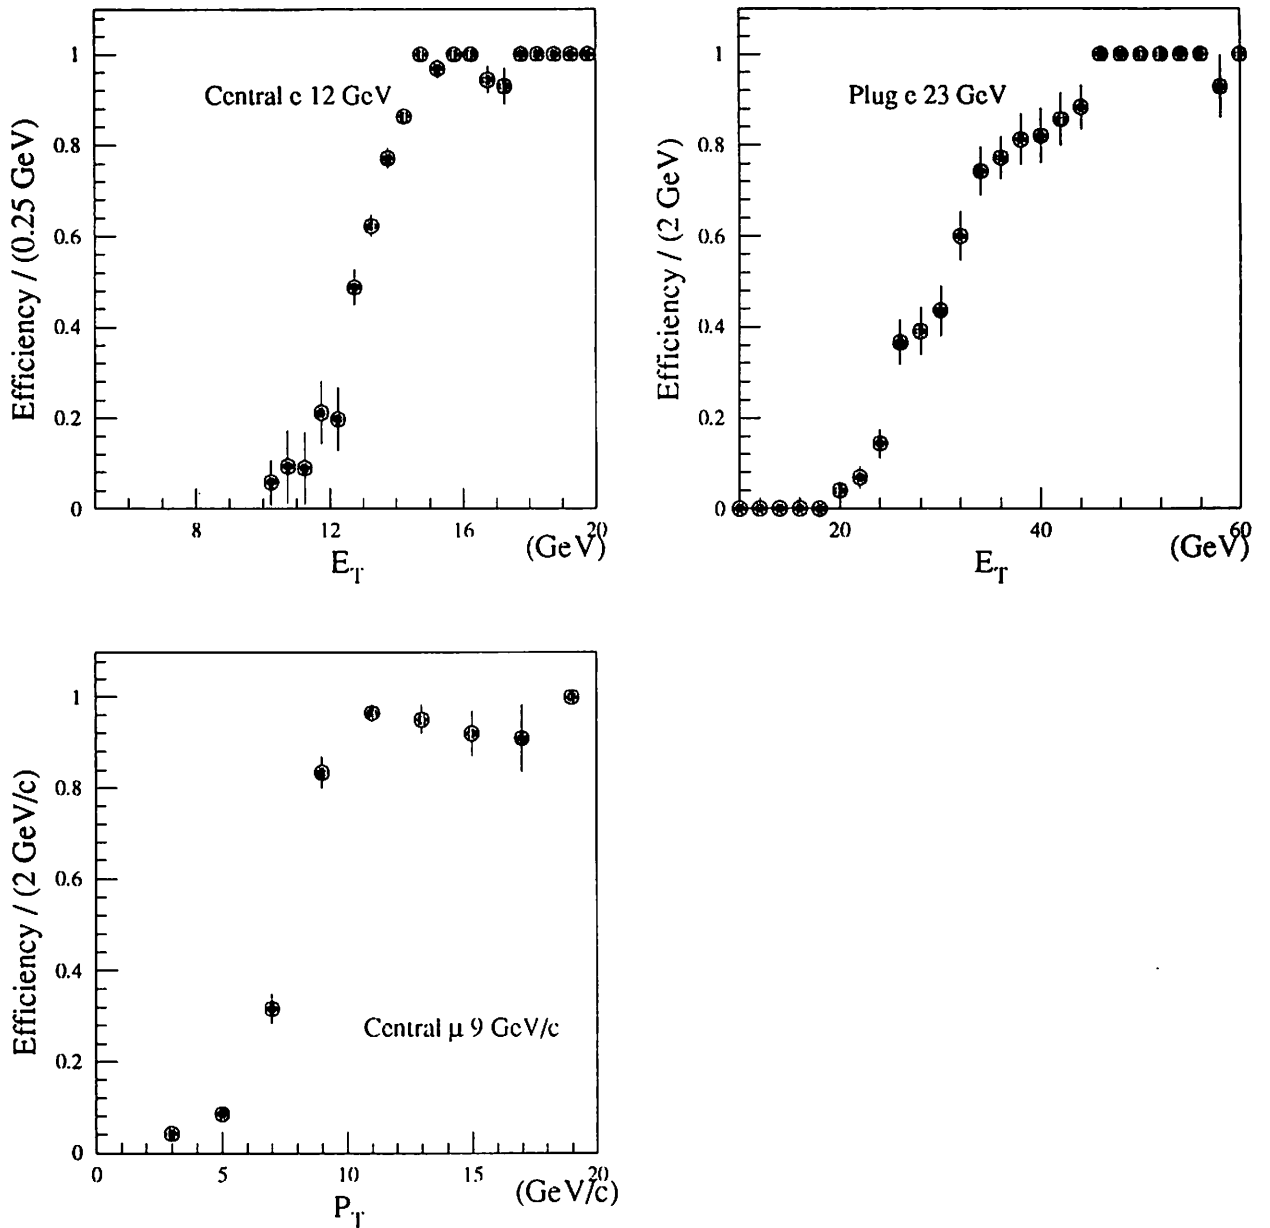 Efficiency / (0.25 GeV)
1
0.8
0.6
0.4
0.2
0
Central e 12 GeV
8
12
16
20
(GeV)
E_T
Efficiency / (2 GeV)
1
0.8
0.6
0.4
0.2
0
Plug e 23 GeV
20
40
60
(GeV)
E_T
Efficiency / (2 GeV/c)
1
0.8
0.6
0.4
0.2
0
Central μ 9 GeV/c
0
5
10
15
20
(GeV/c)
P_T